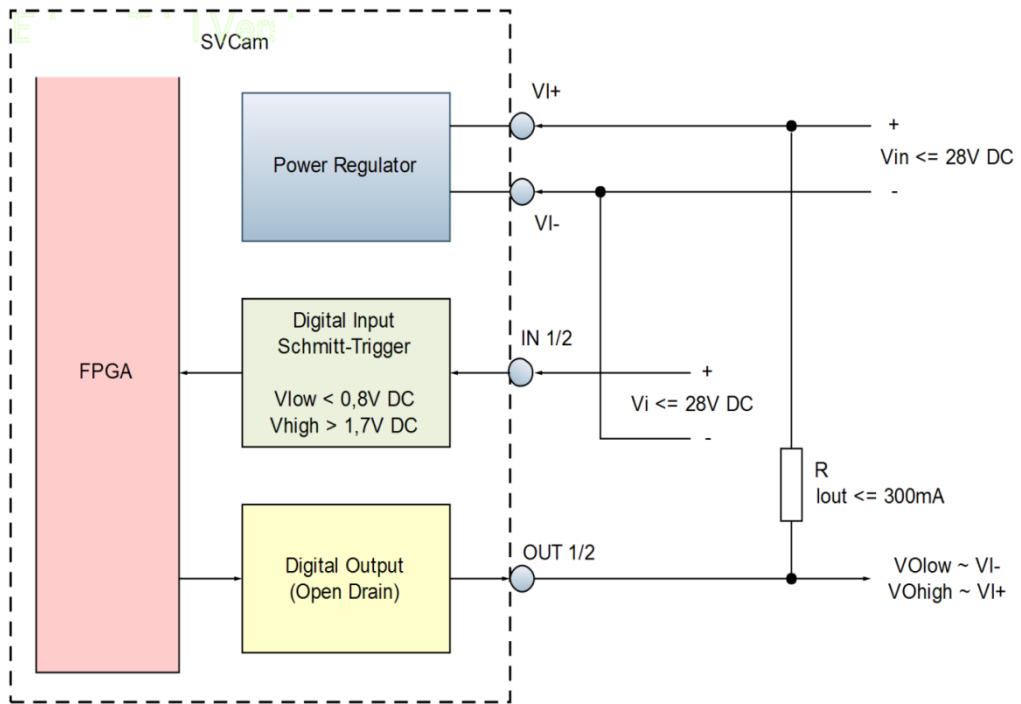 SVCam
VI+
+
Vin <= 28V DC
-
Power Regulator
VI-
Digital Input
Schmitt-Trigger
Vlow < 0,8V DC
Vhigh > 1,7V DC
IN 1/2
+
Vi <= 28V DC
-
FPGA
R
Iout <= 300mA
Digital Output
(Open Drain)
OUT 1/2
VOlow ~ VI-
VOhigh ~ VI+